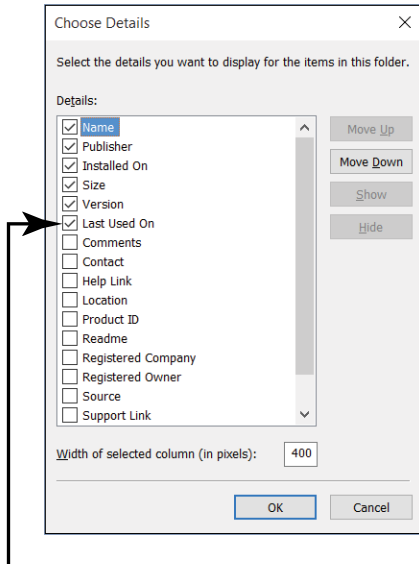 Choose Details
Select the details you want to display for the items in this folder.
Details:
Name
Publisher
Installed On
Size
Version
Last Used On
Comments
Contact
Help Link
Location
Product ID
Readme
Registered Company
Registered Owner
Source
Support Link
Move Up
Move Down
Show
Hide
Width of selected column (in pixels): 400
OK Cancel